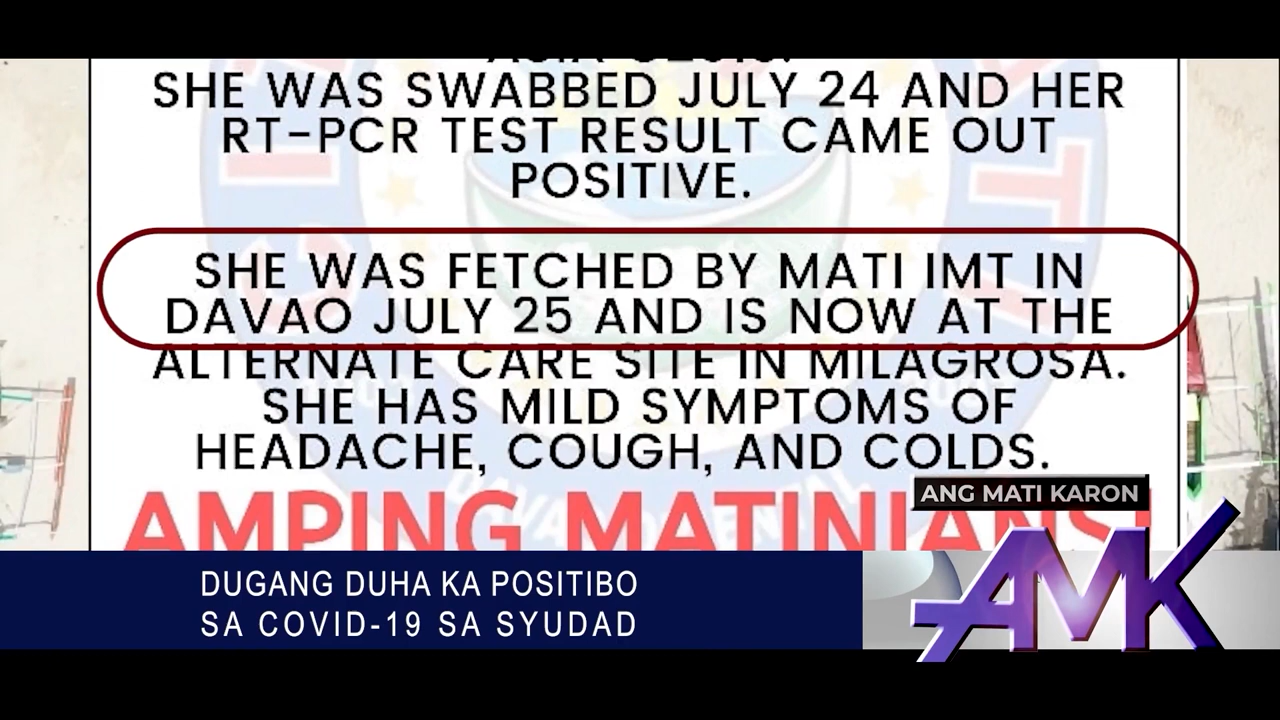 SHE WAS SWABBED JULY 24 AND HER
RT-PCR TEST RESULT CAME OUT
POSITIVE.
SHE WAS FETCHED BY MATI IMT IN
DAVAO JULY 25 AND IS NOW AT THE
ALTERNATE CARE SITE IN MILAGROSA.
SHE HAS MILD SYMPTOMS OF
HEADACHE, COUGH, AND COLDS.
AMPING MATINIANS!
ANG MATI KARON
AMK
DUGANG DUHA KA POSITIBO
SA COVID-19 SA SYUDAD